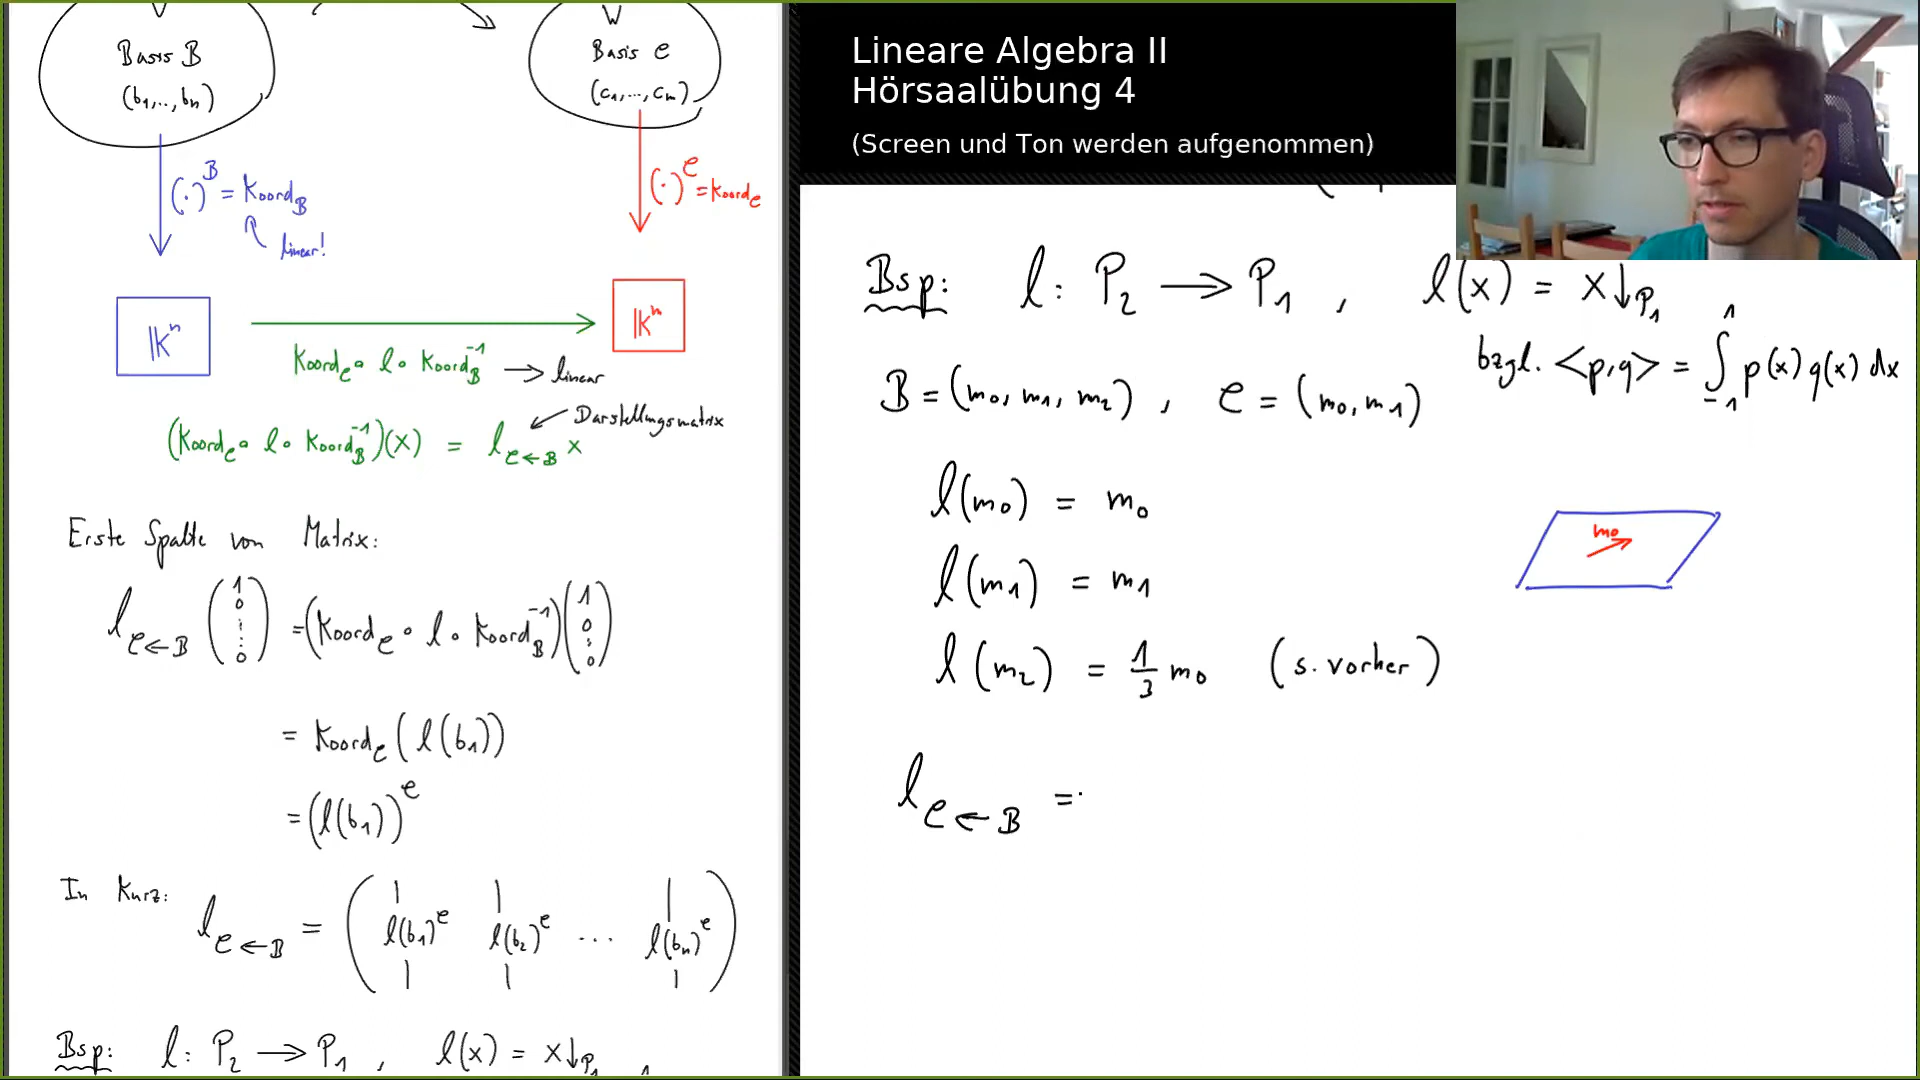 V
W
Basis B
Basis C
(b₁,..,bₙ)
(c₁,...,cₘ)
(·)^B = Koord_B
linear!
(·)^C = Koord_C
𝕂ⁿ
𝕂ⁿ
Koord_C ∘ l ∘ Koord_B⁻¹ → linear
Darstellungsmatrix
(Koord_C ∘ l ∘ Koord_B⁻¹)(x) = l_{C←B} x
Erste Spalte von Matrix:
l_{C←B} (1 0 ⋮ 0) = (Koord_C ∘ l ∘ Koord_B⁻¹) (1 0 ⋮ 0)
= Koord_C (l(b₁))
= (l(b₁))^C
In Kurz:
l_{C←B} = ( l(b₁)^C l(b₂)^C ... l(bₙ)^C )
Bsp: l: P₂ → P₁ , l(x) = x↓_{P₁}
Lineare Algebra II
Hörsaalübung 4
(Screen und Ton werden aufgenommen)
Bsp: l: P₂ → P₁ , l(x) = x↓_{P₁}
bzgl. <p,q> = ∫₋₁¹ p(x) q(x) dx
B = (m₀, m₁, m₂) , C = (m₀, m₁)
l(m₀) = m₀
m₀
l(m₁) = m₁
l(m₂) = 1/3 m₀ (s. vorher)
l_{C←B} =